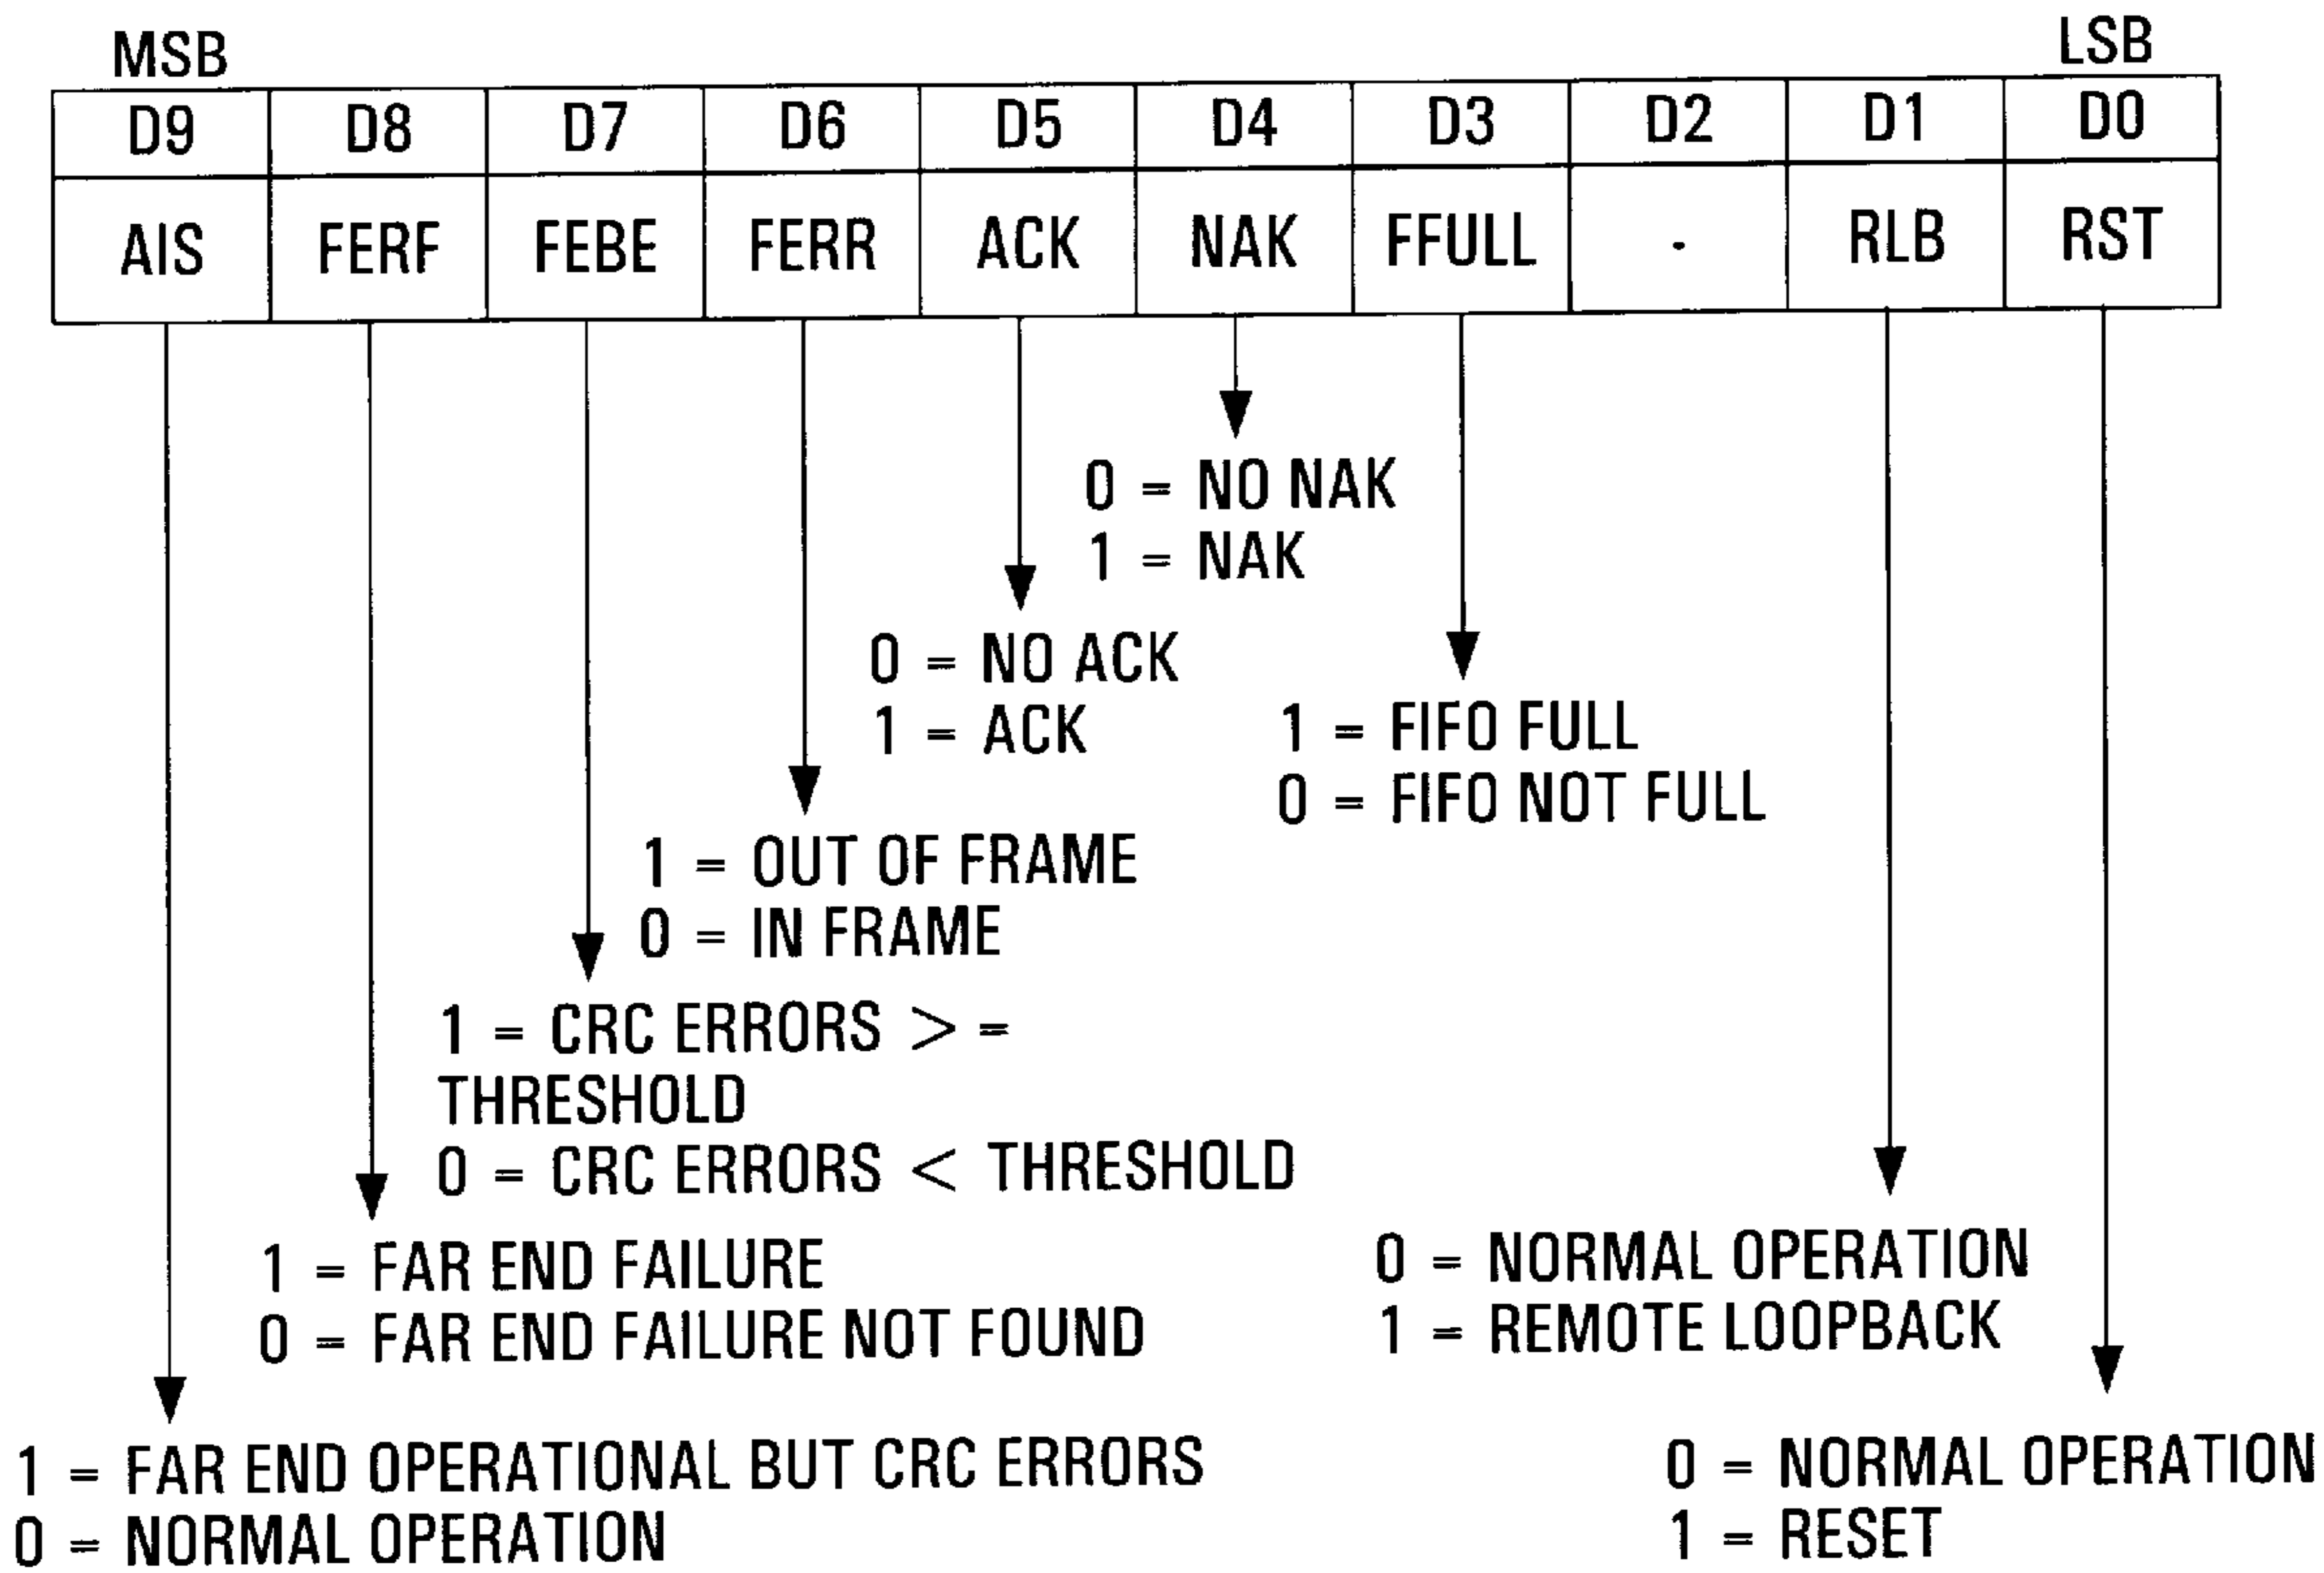 MSB LSB
D9 D8 D7 D6 D5 D4 D3 D2 D1 D0
AIS FERF FEBE FERR ACK NAK FFULL - RLB RST
0 = NO NAK
1 = NAK
0 = NO ACK
1 = ACK
1 = FIFO FULL
0 = FIFO NOT FULL
1 = OUT OF FRAME
0 = IN FRAME
1 = CRC ERRORS > =
THRESHOLD
0 = CRC ERRORS < THRESHOLD
1 = FAR END FAILURE
0 = FAR END FAILURE NOT FOUND
0 = NORMAL OPERATION
1 = REMOTE LOOPBACK
1 = FAR END OPERATIONAL BUT CRC ERRORS
0 = NORMAL OPERATION
0 = NORMAL OPERATION
1 = RESET